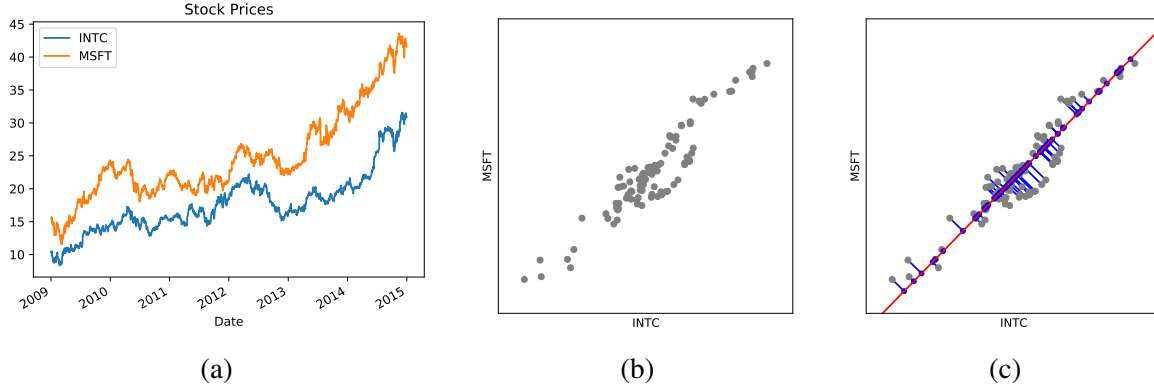 Stock Prices
INTC
MSFT
45
40
35
30
25
20
15
10
2009
2010
2011
2012
2013
2014
2015
Date
(a)
MSFT
INTC
(b)
MSFT
INTC
(c)